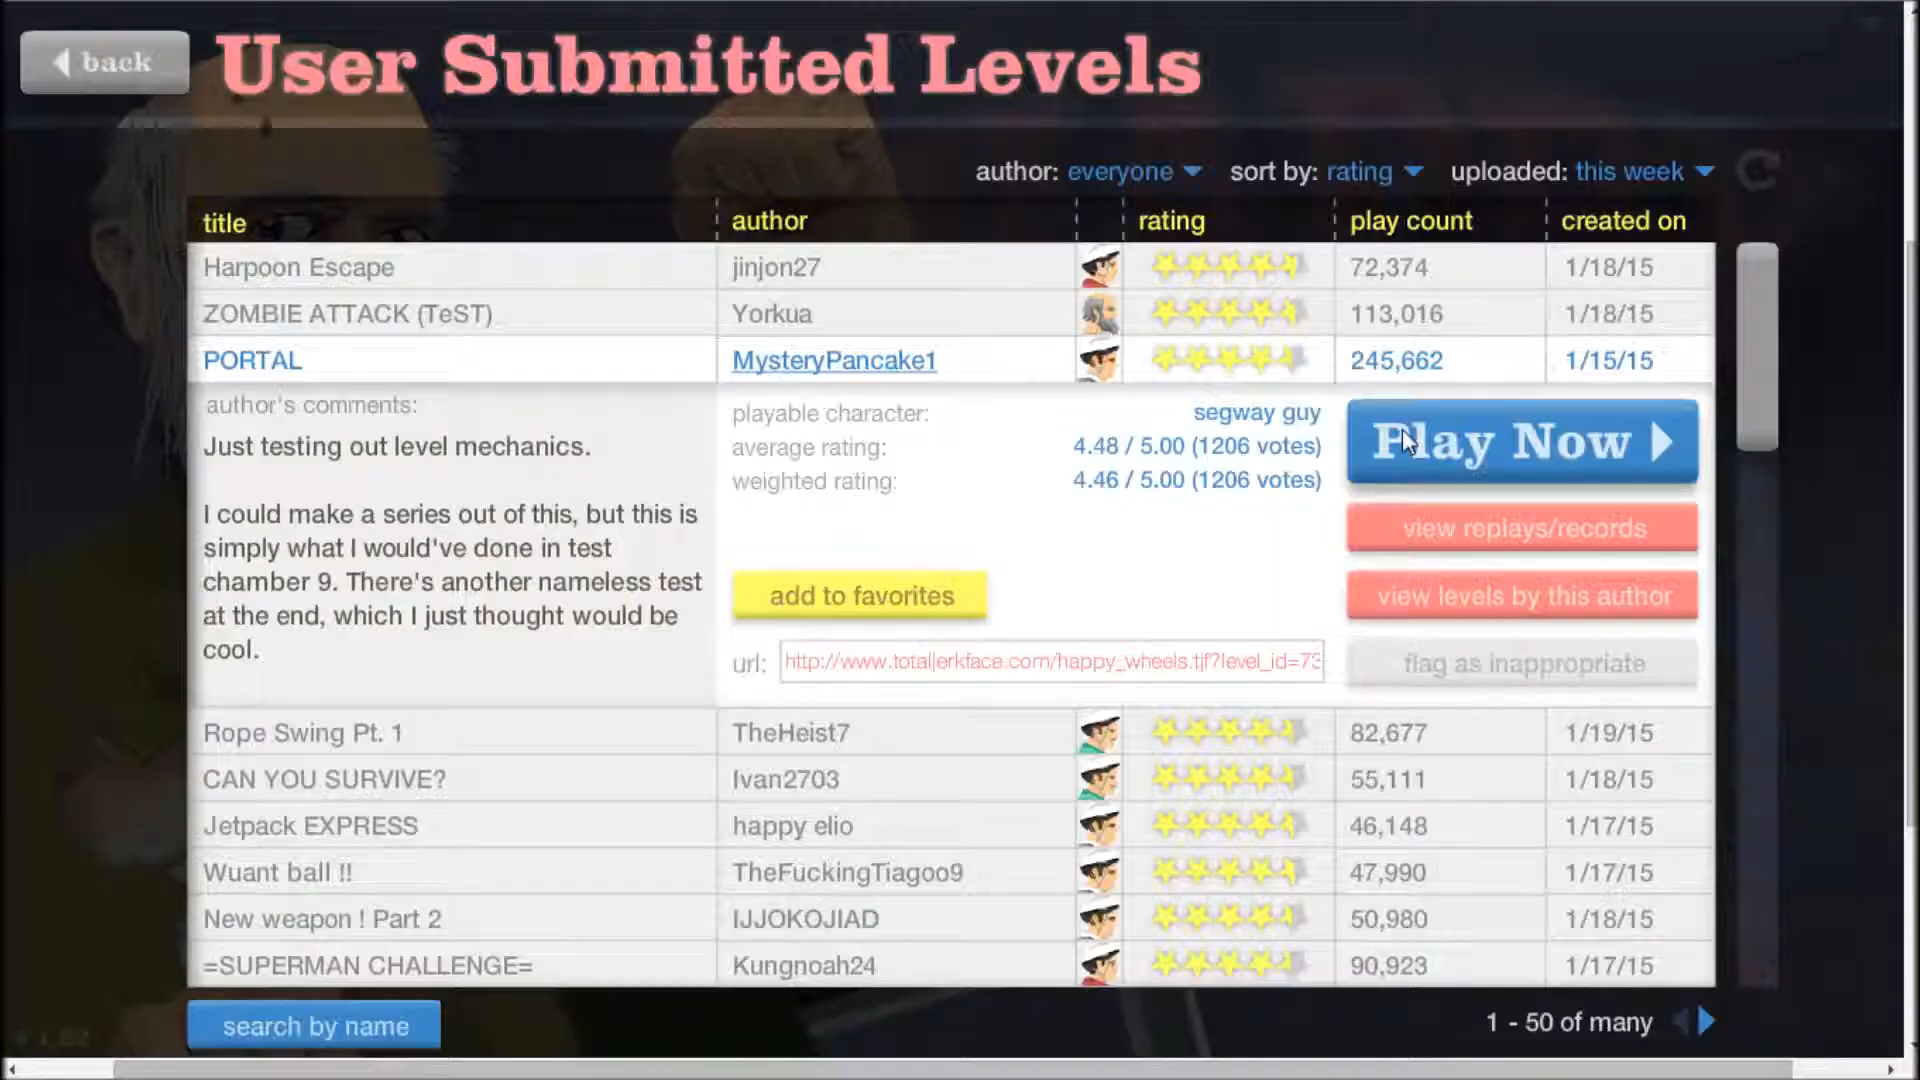 back
User Submitted Levels
author: everyone sort by: rating uploaded: this week
title author rating play count created on
Harpoon Escape jinjon27 72,374 1/18/15
ZOMBIE ATTACK (TeST) Yorkua 113,016 1/18/15
PORTAL MysteryPancake1 245,662 1/15/15
author's comments:
Just testing out level mechanics.
I could make a series out of this, but this is
simply what I would've done in test
chamber 9. There's another nameless test
at the end, which I just thought would be
cool.
playable character: segway guy
average rating: 4.48 / 5.00 (1206 votes)
weighted rating: 4.46 / 5.00 (1206 votes)
add to favorites
url: http://www.totaljerkface.com/happy_wheels.tjf?level_id=73
Play Now
view replays/records
view levels by this author
flag as inappropriate
Rope Swing Pt. 1 TheHeist7 82,677 1/19/15
CAN YOU SURVIVE? Ivan2703 55,111 1/18/15
Jetpack EXPRESS happy elio 46,148 1/17/15
Wuant ball !! TheFuckingTiagoo9 47,990 1/17/15
New weapon ! Part 2 IJJOKOJIAD 50,980 1/18/15
=SUPERMAN CHALLENGE= Kungnoah24 90,923 1/17/15
search by name
1 - 50 of many